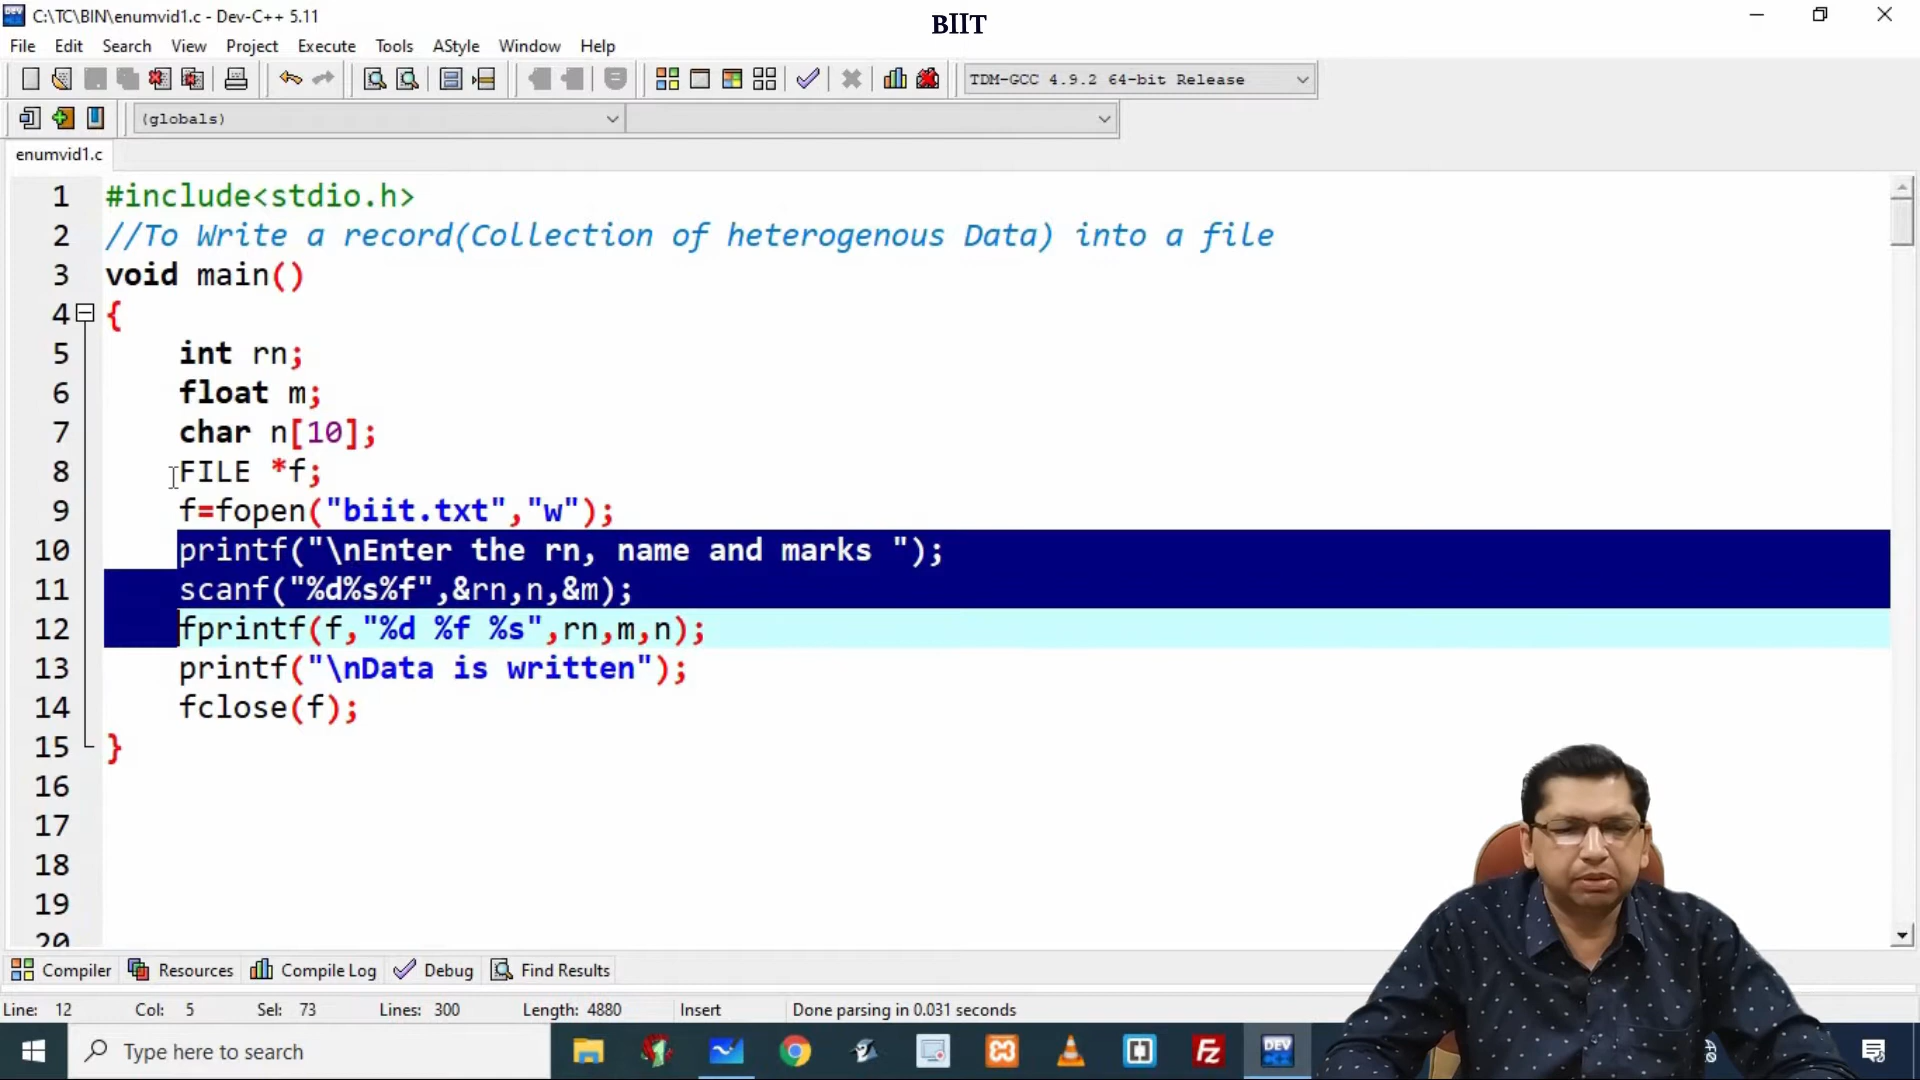 C:\TC\BIN\enumvid1.c - Dev-C++ 5.11
BIIT
File Edit Search View Project Execute Tools AStyle Window Help
TDM-GCC 4.9.2 64-bit Release
(globals)
enumvid1.c
1 #include<stdio.h>
2 //To Write a record(Collection of heterogenous Data) into a file
3 void main()
4 {
5 int rn;
6 float m;
7 char n[10];
8 FILE *f;
9 f=fopen("biit.txt","w");
10 printf("\nEnter the rn, name and marks ");
11 scanf("%d%s%f",&rn,n,&m);
12 fprintf(f,"%d %f %s",rn,m,n);
13 printf("\nData is written");
14 fclose(f);
15 }
16
17
18
19
20
Compiler Resources Compile Log Debug Find Results
Line: 12 Col: 5 Sel: 73 Lines: 300 Length: 4880 Insert Done parsing in 0.031 seconds
Type here to search
DEV